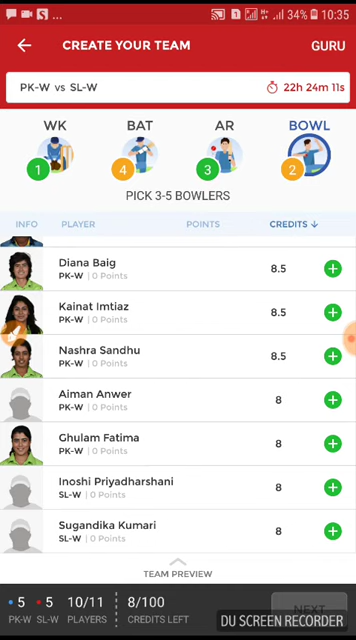 ... 34% 10:35
CREATE YOUR TEAM GURU
PK-W vs SL-W 22h 24m 11s
WK BAT AR BOWL
1 4 3 2
PICK 3-5 BOWLERS
INFO PLAYER POINTS CREDITS ↓
Diana Baig
PK-W | 0 Points 8.5
Kainat Imtiaz
PK-W | 0 Points 8.5
Nashra Sandhu
PK-W | 0 Points 8.5
Aiman Anwer
PK-W | 0 Points 8
Ghulam Fatima
PK-W | 0 Points 8
Inoshi Priyadharshani
SL-W | 0 Points 8
Sugandika Kumari
SL-W | 0 Points 8
TEAM PREVIEW
5 5 10/11 8/100 NEXT
PK-W SL-W PLAYERS CREDITS LEFT
DU SCREEN RECORDER